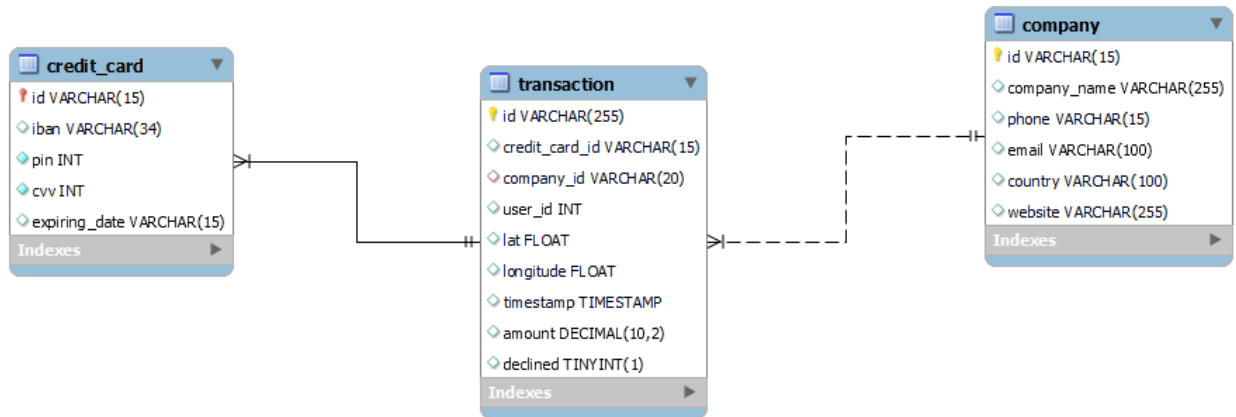 credit_card
id VARCHAR(15)
iban VARCHAR(34)
pin INT
cvv INT
expiring_date VARCHAR(15)
Indexes
transaction
id VARCHAR(255)
credit_card_id VARCHAR(15)
company_id VARCHAR(20)
user_id INT
lat FLOAT
longitude FLOAT
timestamp TIMESTAMP
amount DECIMAL(10,2)
declined TINYINT(1)
Indexes
company
id VARCHAR(15)
company_name VARCHAR(255)
phone VARCHAR(15)
email VARCHAR(100)
country VARCHAR(100)
website VARCHAR(255)
Indexes